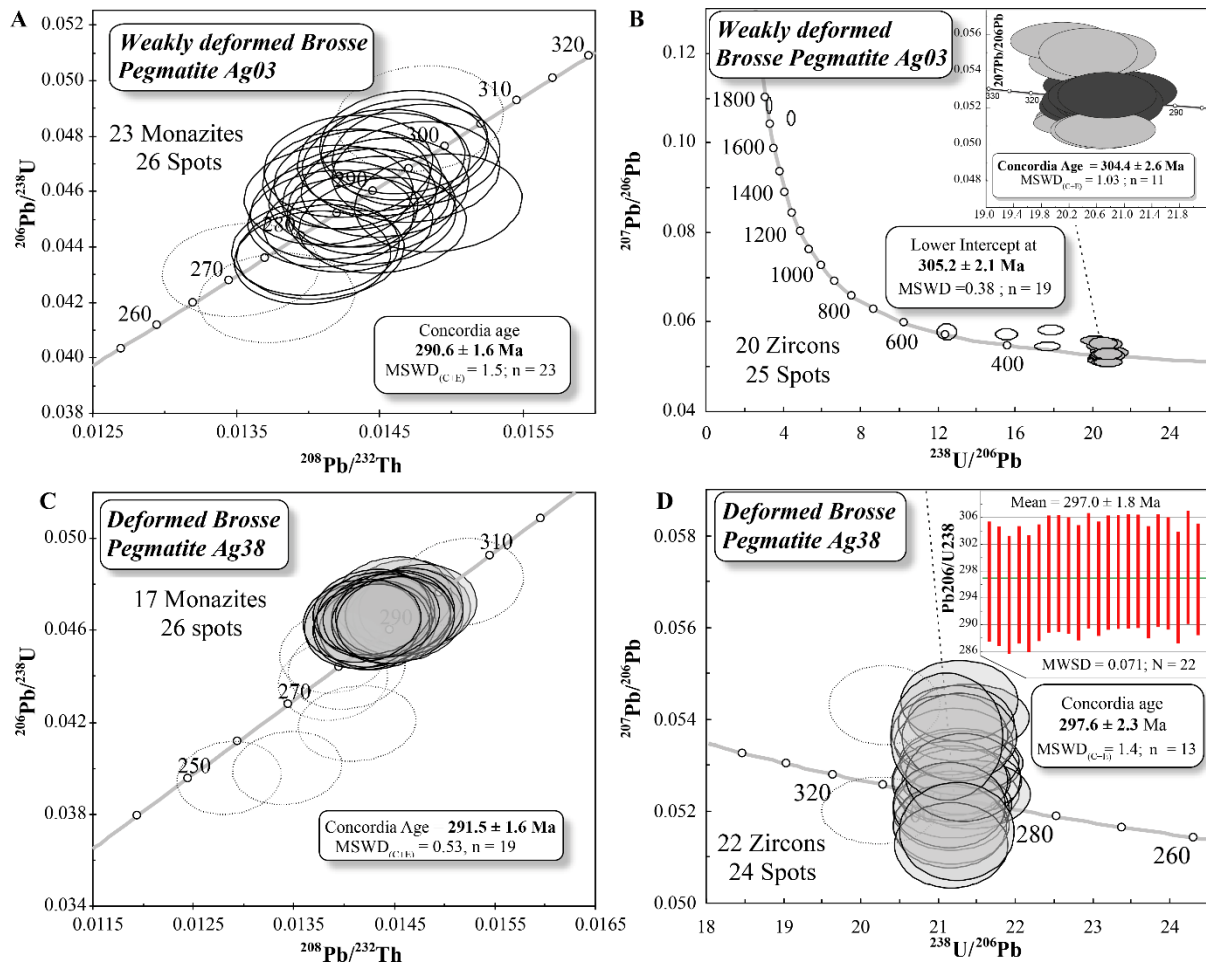 A
Weakly deformed Brosse
Pegmatite Ag03
23 Monazites
26 Spots
0.052
0.050
0.048
0.046
0.044
0.042
0.040
0.038
²⁰⁶Pb/²³⁸U
320
310
300
290
280
270
260
Concordia age
290.6 ± 1.6 Ma
MSWD(C+E) = 1.5; n = 23
0.0125
0.0135
0.0145
0.0155
²⁰⁸Pb/²³²Th
B
Weakly deformed
Brosse Pegmatite Ag03
0.12
0.10
0.08
0.06
0.04
²⁰⁷Pb/²⁰⁶Pb
1800
1600
1400
1200
1000
800
600
400
20 Zircons
25 Spots
Lower Intercept at
305.2 ± 2.1 Ma
MSWD =0.38 ; n = 19
0.056
0.054
0.052
0.050
0.048
207Pb/206Pb
330
320
290
Concordia Age = 304.4 ± 2.6 Ma
MSWD(C+E) = 1.03 ; n = 11
19.0
19.4
19.8
20.2
20.6
21.0
21.4
21.8
0
4
8
12
16
20
24
²³⁸U/²⁰⁶Pb
C
Deformed Brosse
Pegmatite Ag38
17 Monazites
26 spots
0.050
0.046
0.042
0.038
0.034
²⁰⁶Pb/²³⁸U
310
290
270
250
Concordia Age = 291.5 ± 1.6 Ma
MSWD(C+E) = 0.53, n = 19
0.0115
0.0125
0.0135
0.0145
0.0155
0.0165
²⁰⁸Pb/²³²Th
D
Deformed Brosse
Pegmatite Ag38
0.058
0.056
0.054
0.052
0.050
²⁰⁷Pb/²⁰⁶Pb
Mean = 297.0 ± 1.8 Ma
306
302
298
294
290
286
Pb206/U238
MWSD = 0.071; N = 22
Concordia age
297.6 ± 2.3 Ma
MSWD(C+E) = 1.4; n = 13
320
280
260
22 Zircons
24 Spots
18
19
20
21
22
23
24
²³⁸U/²⁰⁶Pb